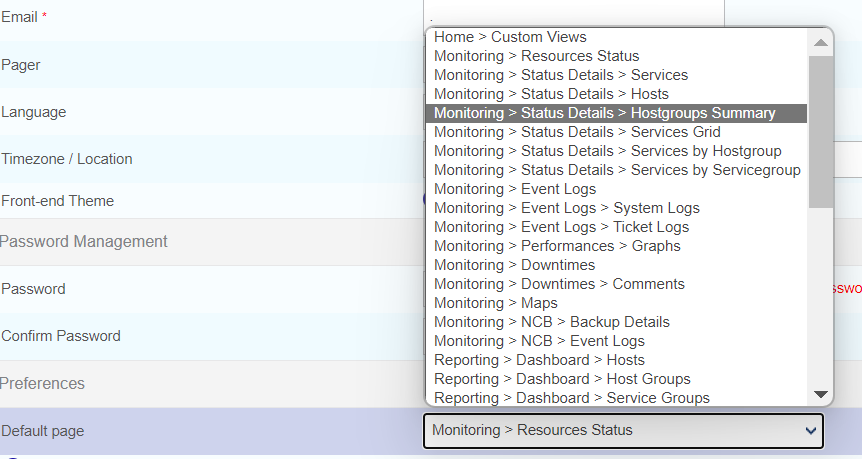 Email *
.
Home > Custom Views
Monitoring > Resources Status
Pager
Monitoring > Status Details > Services
Monitoring > Status Details > Hosts
Language
Monitoring > Status Details > Hostgroups Summary
Monitoring > Status Details > Services Grid
Timezone / Location
Monitoring > Status Details > Services by Hostgroup
Monitoring > Status Details > Services by Servicegroup
Monitoring > Event Logs
Front-end Theme
Monitoring > Event Logs > System Logs
Monitoring > Event Logs > Ticket Logs
Password Management
Monitoring > Performances > Graphs
Monitoring > Downtimes
Password
Monitoring > Downtimes > Comments
Monitoring > Maps
Monitoring > NCB > Backup Details
Confirm Password
Monitoring > NCB > Event Logs
Reporting > Dashboard > Hosts
Preferences
Reporting > Dashboard > Host Groups
Reporting > Dashboard > Service Groups
Default page
Monitoring > Resources Status